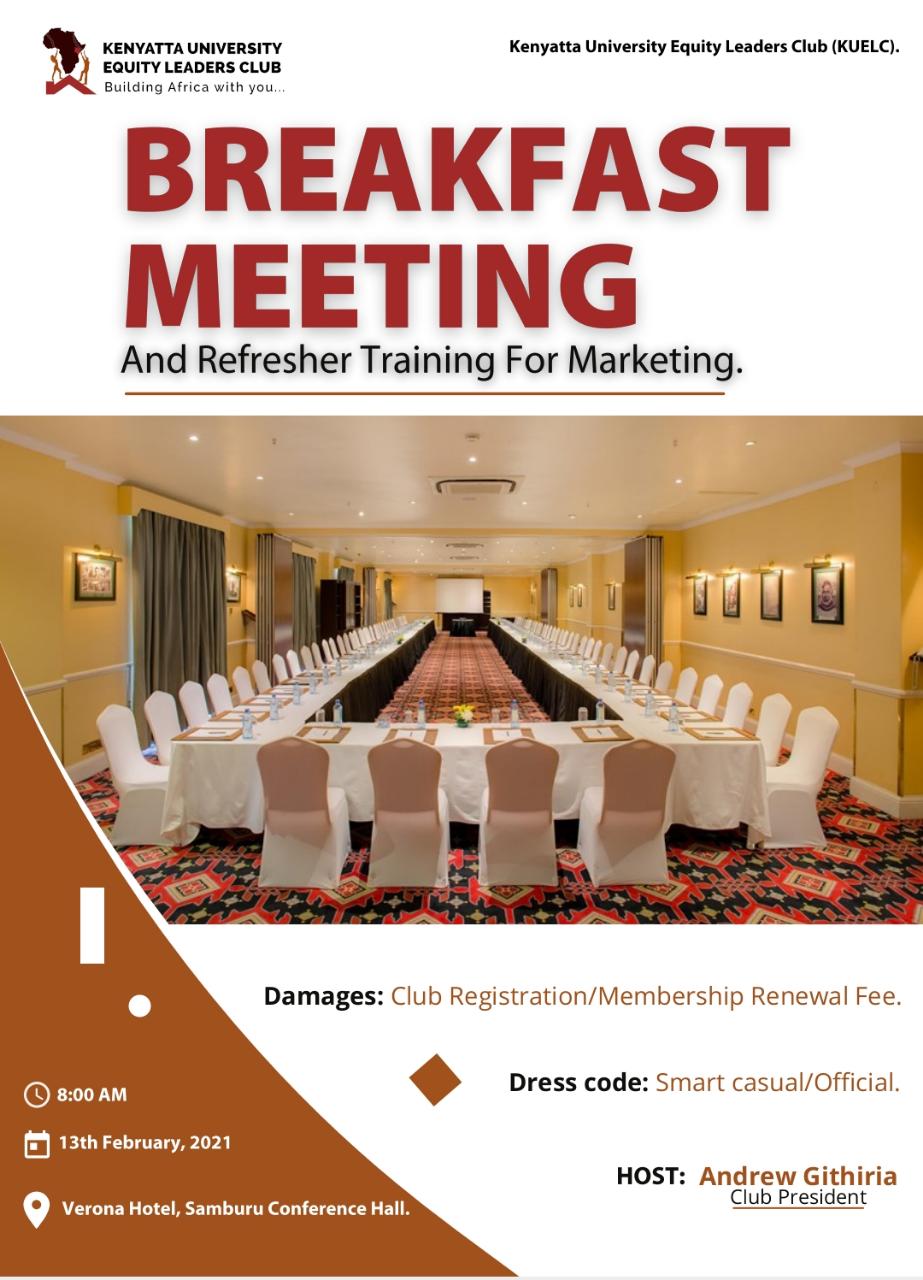 KENYATTA UNIVERSITY
EQUITY LEADERS CLUB
Building Africa with you...
Kenyatta University Equity Leaders Club (KUELC).
BREAKFAST
MEETING
And Refresher Training For Marketing.
Damages: Club Registration/Membership Renewal Fee.
Dress code: Smart casual/Official.
8:00 AM
13th February, 2021
HOST: Andrew Githiria
Club President
Verona Hotel, Samburu Conference Hall.